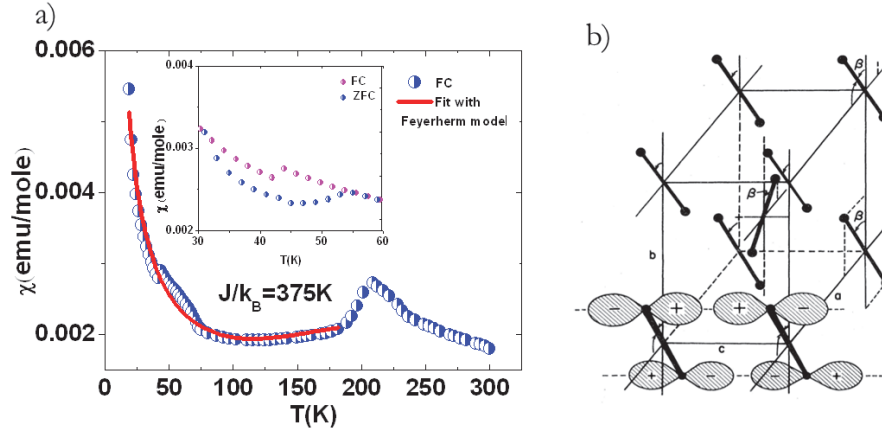 a)
b)
0.006
0.004
0.002
χ(emu/mole)
0
50
100
150
200
250
300
T(K)
FC
Fit with
Feyerherm model
J/k_B=375K
0.004
0.003
0.002
χ(emu/mole)
30
40
50
60
T(K)
FC
ZFC
β
β
β
β
b
a
c
- + + -
+ - - +